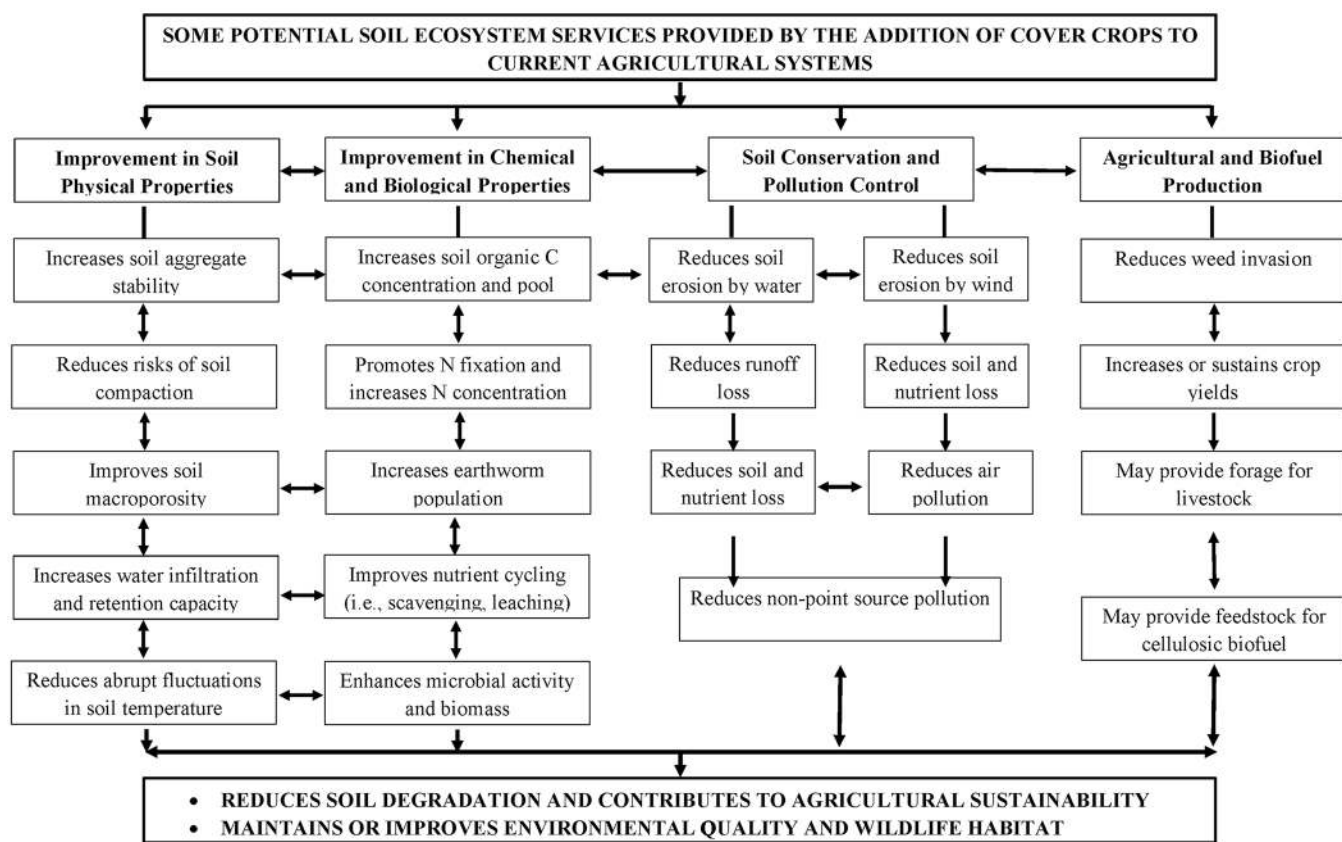 SOME POTENTIAL SOIL ECOSYSTEM SERVICES PROVIDED BY THE ADDITION OF COVER CROPS TO
CURRENT AGRICULTURAL SYSTEMS
Improvement in Soil
Physical Properties
Improvement in Chemical
and Biological Properties
Soil Conservation and
Pollution Control
Agricultural and Biofuel
Production
Increases soil aggregate
stability
Increases soil organic C
concentration and pool
Reduces soil
erosion by water
Reduces soil
erosion by wind
Reduces weed invasion
Reduces risks of soil
compaction
Promotes N fixation and
increases N concentration
Reduces runoff
loss
Reduces soil and
nutrient loss
Increases or sustains crop
yields
Improves soil
macroporosity
Increases earthworm
population
Reduces soil and
nutrient loss
Reduces air
pollution
May provide forage for
livestock
Increases water infiltration
and retention capacity
Improves nutrient cycling
(i.e., scavenging, leaching)
Reduces non-point source pollution
May provide feedstock for
cellulosic biofuel
Reduces abrupt fluctuations
in soil temperature
Enhances microbial activity
and biomass
• REDUCES SOIL DEGRADATION AND CONTRIBUTES TO AGRICULTURAL SUSTAINABILITY
• MAINTAINS OR IMPROVES ENVIRONMENTAL QUALITY AND WILDLIFE HABITAT